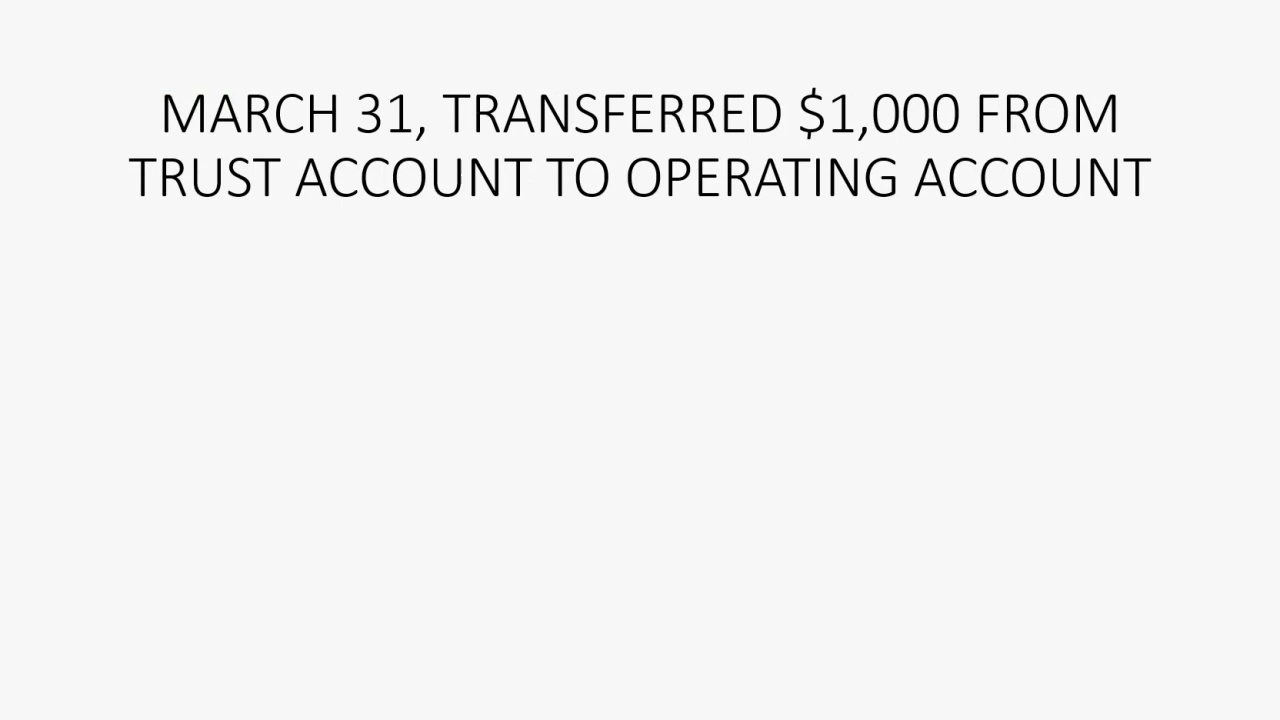 MARCH 31, TRANSFERRED $1,000 FROM
TRUST ACCOUNT TO OPERATING ACCOUNT